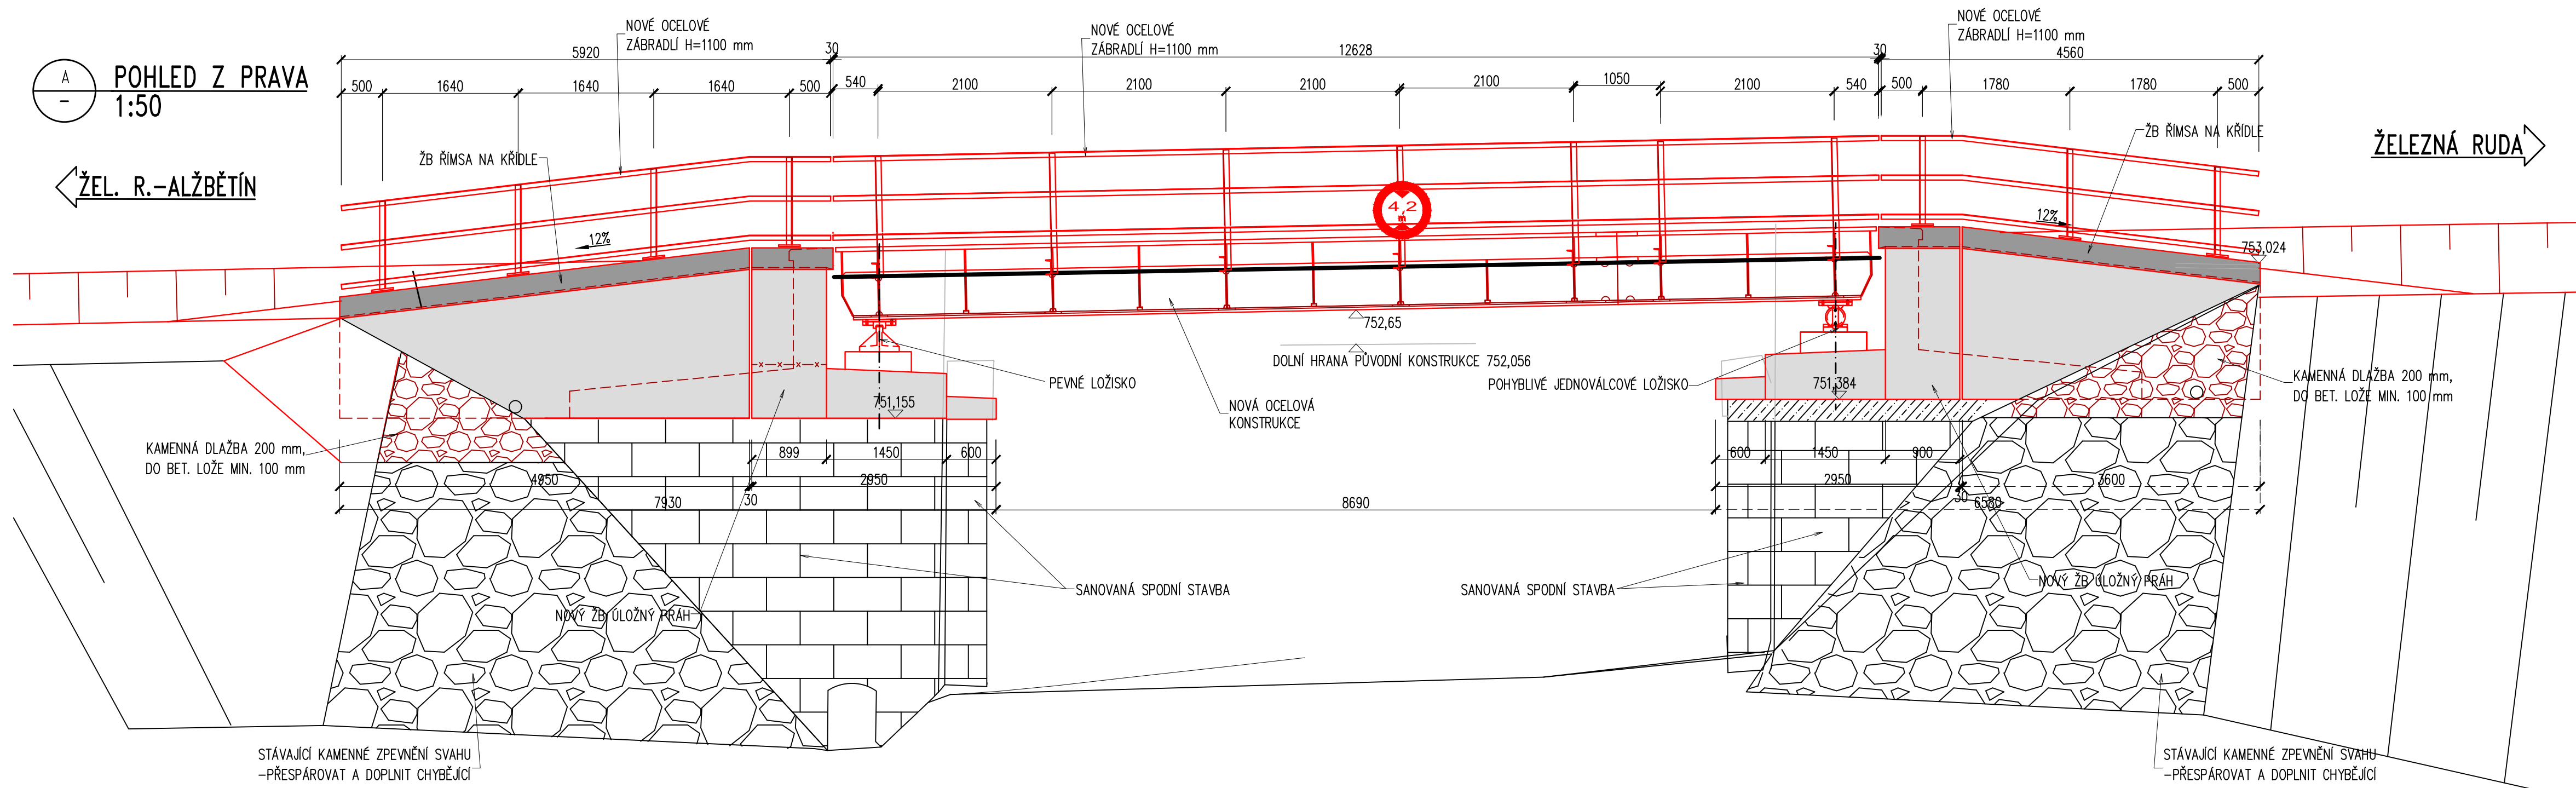 NOVÉ OCELOVÉ
ZÁBRADLÍ H=1100 mm
NOVÉ OCELOVÉ
ZÁBRADLÍ H=1100 mm
NOVÉ OCELOVÉ
ZÁBRADLÍ H=1100 mm
5920
30
12628
30
4560
A
–
POHLED Z PRAVA
1:50
500
1640
1640
1640
500
540
2100
2100
2100
2100
1050
2100
540
500
1780
1780
500
ŽB ŘÍMSA NA KŘÍDLE
ŽB ŘÍMSA NA KŘÍDLE
ŽELEZNÁ RUDA
ŽEL. R.-ALŽBĚTÍN
4,2
m
12%
12%
753,024
752,65
DOLNÍ HRANA PŮVODNÍ KONSTRUKCE 752,056
PEVNÉ LOŽISKO
POHYBLIVÉ JEDNOVÁLCOVÉ LOŽISKO
751,384
751,155
NOVÁ OCELOVÁ
KONSTRUKCE
KAMENNÁ DLAŽBA 200 mm,
DO BET. LOŽE MIN. 100 mm
KAMENNÁ DLAŽBA 200 mm,
DO BET. LOŽE MIN. 100 mm
899
1450
600
600
1450
900
4950
30
2950
2950
30
3600
7930
8690
6580
SANOVANÁ SPODNÍ STAVBA
SANOVANÁ SPODNÍ STAVBA
NOVÝ ŽB ÚLOŽNÝ PRÁH
NOVÝ ŽB ÚLOŽNÝ PRÁH
STÁVAJÍCÍ KAMENNÉ ZPEVNĚNÍ SVAHU
-PŘESPÁROVAT A DOPLNIT CHYBĚJÍCÍ
STÁVAJÍCÍ KAMENNÉ ZPEVNĚNÍ SVAHU
-PŘESPÁROVAT A DOPLNIT CHYBĚJÍCÍ